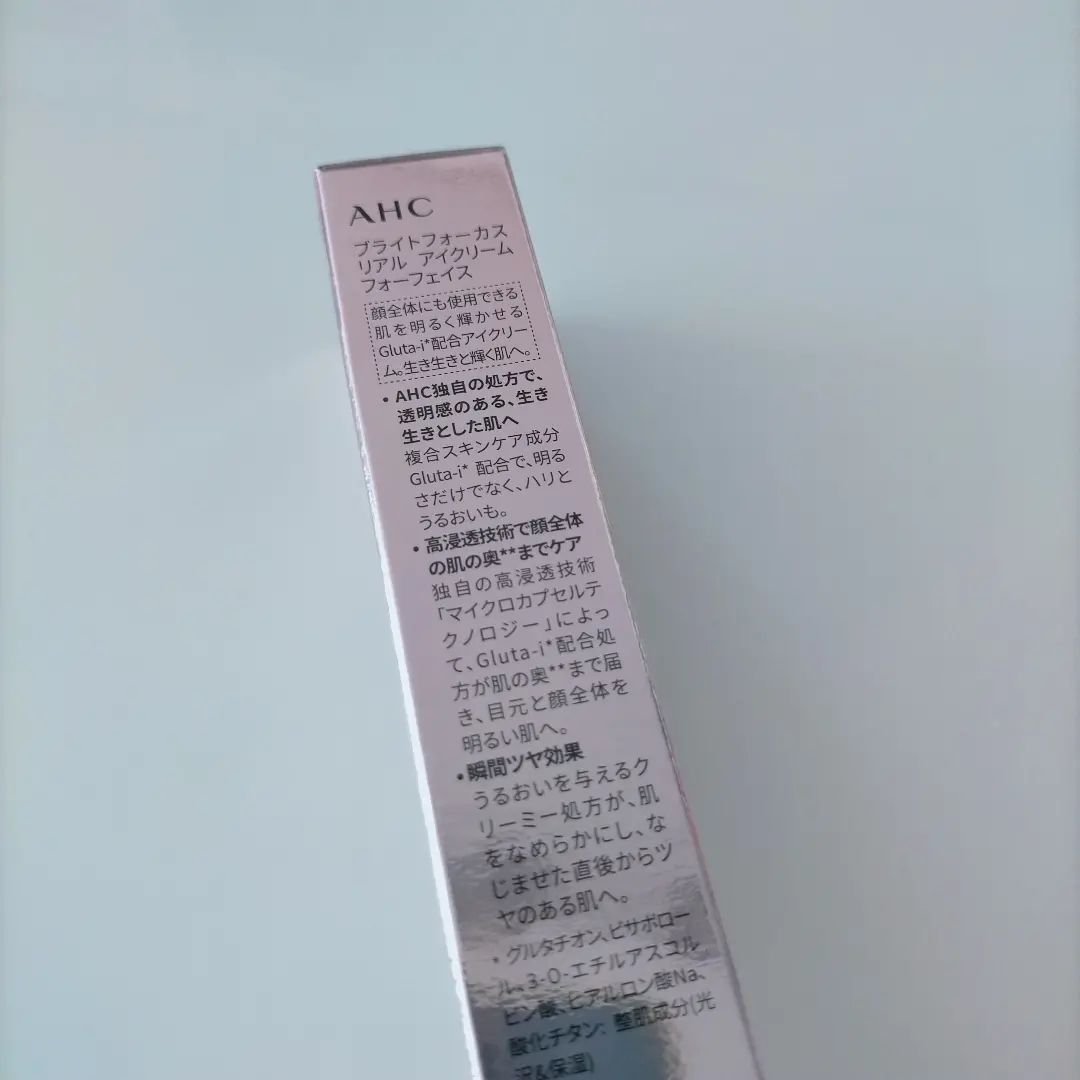 AHC
ブライトフォーカス
リアル アイクリーム
フォーフェイス
顔全体にも使用できる
肌を明るく輝かせる
Gluta-i*配合アイクリー
ム。生き生きと輝く肌へ。
• AHC独自の処方で、
透明感のある、生き
生きとした肌へ
複合スキンケア成分
Gluta-i* 配合で、明る
さだけでなく、ハリと
うるおいも。
• 高浸透技術で顔全体
の肌の奥**までケア
独自の高浸透技術
「マイクロカプセルテ
クノロジー」によっ
て、Gluta-i*配合処
方が肌の奥**まで届
き、目元と顔全体を
明るい肌へ。
• 瞬間ツヤ効果
うるおいを与えるク
リーミー処方が、肌
をなめらかにし、な
じませた直後からツ
ヤのある肌へ。
* グルタチオン、ビサボロー
ル、3-O-エチルアスコル
ビン酸、ヒアルロン酸Na、
酸化チタン: 整肌成分(光
沢&保湿)